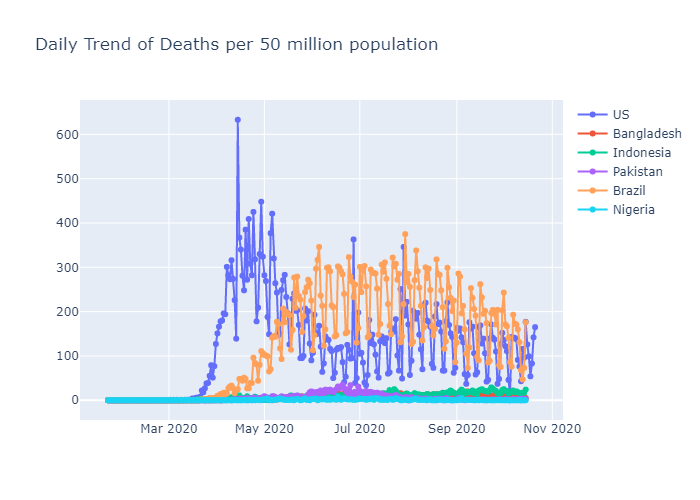 Daily Trend of Deaths per 50 million population
600
500
400
300
200
100
0
Mar 2020
May 2020
Jul 2020
Sep 2020
Nov 2020
US
Bangladesh
Indonesia
Pakistan
Brazil
Nigeria